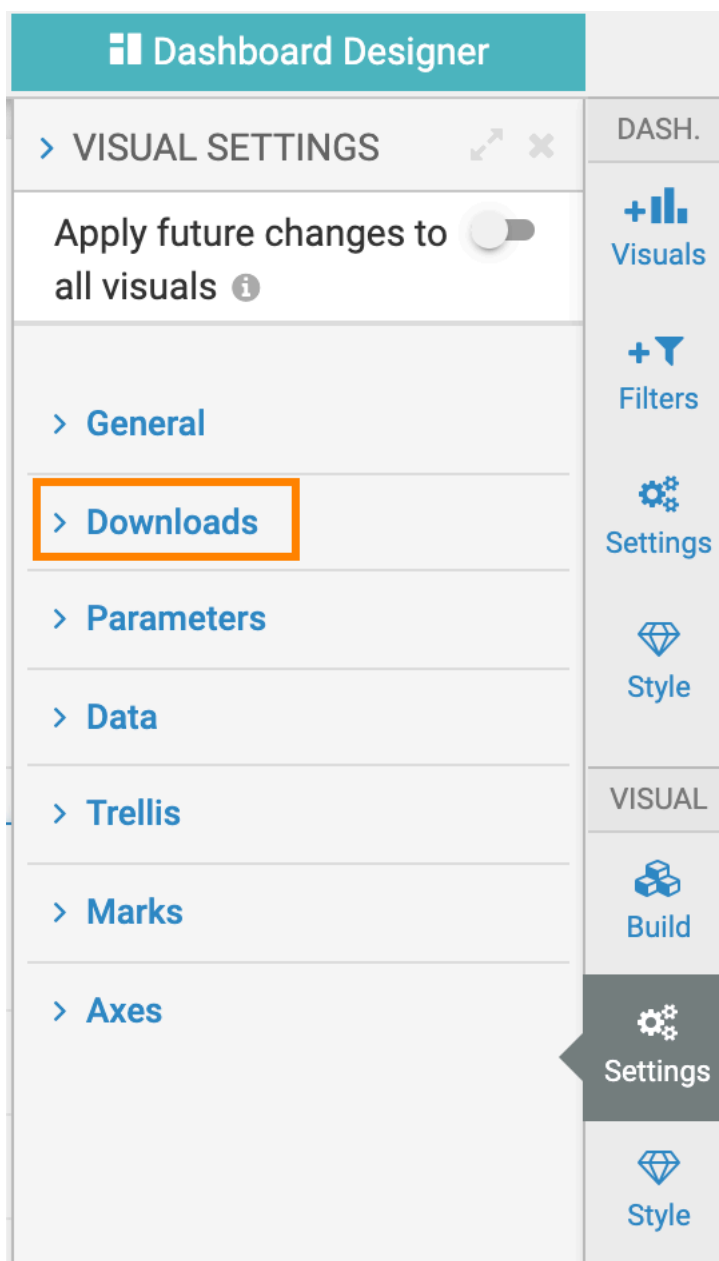 Dashboard Designer
VISUAL SETTINGS
Apply future changes to
all visuals
General
Downloads
Parameters
Data
Trellis
Marks
Axes
DASH.
Visuals
Filters
Settings
Style
VISUAL
Build
Settings
Style